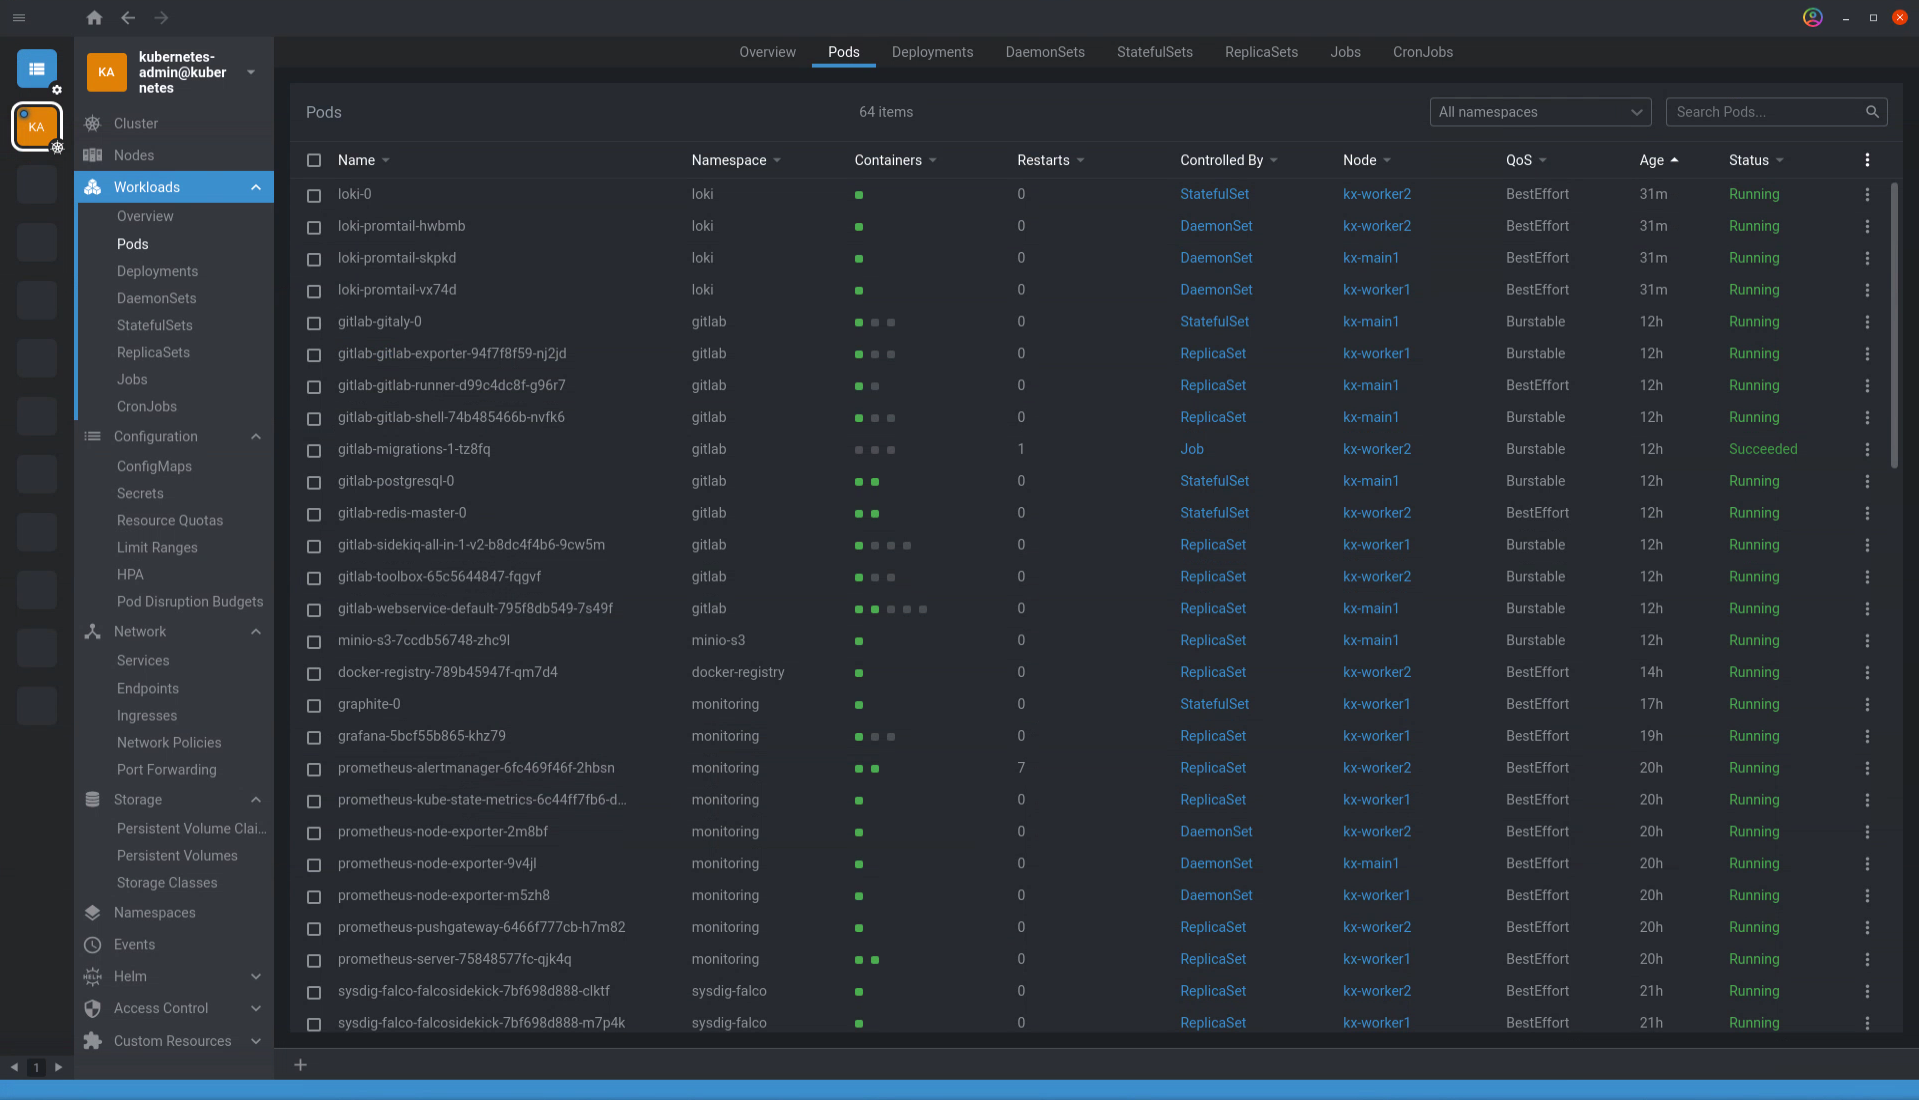 Overview Pods Deployments DaemonSets StatefulSets ReplicaSets Jobs CronJobs
KA
kubernetes-
admin@kuber
netes
KA
Cluster
Nodes
Workloads
Overview
Pods
Deployments
DaemonSets
StatefulSets
ReplicaSets
Jobs
CronJobs
Configuration
ConfigMaps
Secrets
Resource Quotas
Limit Ranges
HPA
Pod Disruption Budgets
Network
Services
Endpoints
Ingresses
Network Policies
Port Forwarding
Storage
Persistent Volume Clai...
Persistent Volumes
Storage Classes
Namespaces
Events
Helm
Access Control
Custom Resources
1
Pods 64 items All namespaces Search Pods...
Name Namespace Containers Restarts Controlled By Node QoS Age Status
loki-0 loki 0 StatefulSet kx-worker2 BestEffort 31m Running
loki-promtail-hwbmb loki 0 DaemonSet kx-worker2 BestEffort 31m Running
loki-promtail-skpkd loki 0 DaemonSet kx-main1 BestEffort 31m Running
loki-promtail-vx74d loki 0 DaemonSet kx-worker1 BestEffort 31m Running
gitlab-gitaly-0 gitlab 0 StatefulSet kx-main1 Burstable 12h Running
gitlab-gitlab-exporter-94f7f8f59-nj2jd gitlab 0 ReplicaSet kx-worker1 Burstable 12h Running
gitlab-gitlab-runner-d99c4dc8f-g96r7 gitlab 0 ReplicaSet kx-main1 BestEffort 12h Running
gitlab-gitlab-shell-74b485466b-nvfk6 gitlab 0 ReplicaSet kx-main1 Burstable 12h Running
gitlab-migrations-1-tz8fq gitlab 1 Job kx-worker2 Burstable 12h Succeeded
gitlab-postgresql-0 gitlab 0 StatefulSet kx-main1 Burstable 12h Running
gitlab-redis-master-0 gitlab 0 StatefulSet kx-worker2 BestEffort 12h Running
gitlab-sidekiq-all-in-1-v2-b8dc4f4b6-9cw5m gitlab 0 ReplicaSet kx-worker1 Burstable 12h Running
gitlab-toolbox-65c5644847-fqgvf gitlab 0 ReplicaSet kx-worker2 Burstable 12h Running
gitlab-webservice-default-795f8db549-7s49f gitlab 0 ReplicaSet kx-main1 Burstable 12h Running
minio-s3-7ccdb56748-zhc9l minio-s3 0 ReplicaSet kx-main1 Burstable 12h Running
docker-registry-789b45947f-qm7d4 docker-registry 0 ReplicaSet kx-worker2 BestEffort 14h Running
graphite-0 monitoring 0 StatefulSet kx-worker1 BestEffort 17h Running
grafana-5bcf55b865-khz79 monitoring 0 ReplicaSet kx-worker1 BestEffort 19h Running
prometheus-alertmanager-6fc469f46f-2hbsn monitoring 7 ReplicaSet kx-worker2 BestEffort 20h Running
prometheus-kube-state-metrics-6c44ff7fb6-d... monitoring 0 ReplicaSet kx-worker1 BestEffort 20h Running
prometheus-node-exporter-2m8bf monitoring 0 DaemonSet kx-worker2 BestEffort 20h Running
prometheus-node-exporter-9v4jl monitoring 0 DaemonSet kx-main1 BestEffort 20h Running
prometheus-node-exporter-m5zh8 monitoring 0 DaemonSet kx-worker1 BestEffort 20h Running
prometheus-pushgateway-6466f777cb-h7m82 monitoring 0 ReplicaSet kx-worker2 BestEffort 20h Running
prometheus-server-75848577fc-qjk4q monitoring 0 ReplicaSet kx-worker1 BestEffort 20h Running
sysdig-falco-falcosidekick-7bf698d888-clktf sysdig-falco 0 ReplicaSet kx-worker2 BestEffort 21h Running
sysdig-falco-falcosidekick-7bf698d888-m7p4k sysdig-falco 0 ReplicaSet kx-worker1 BestEffort 21h Running